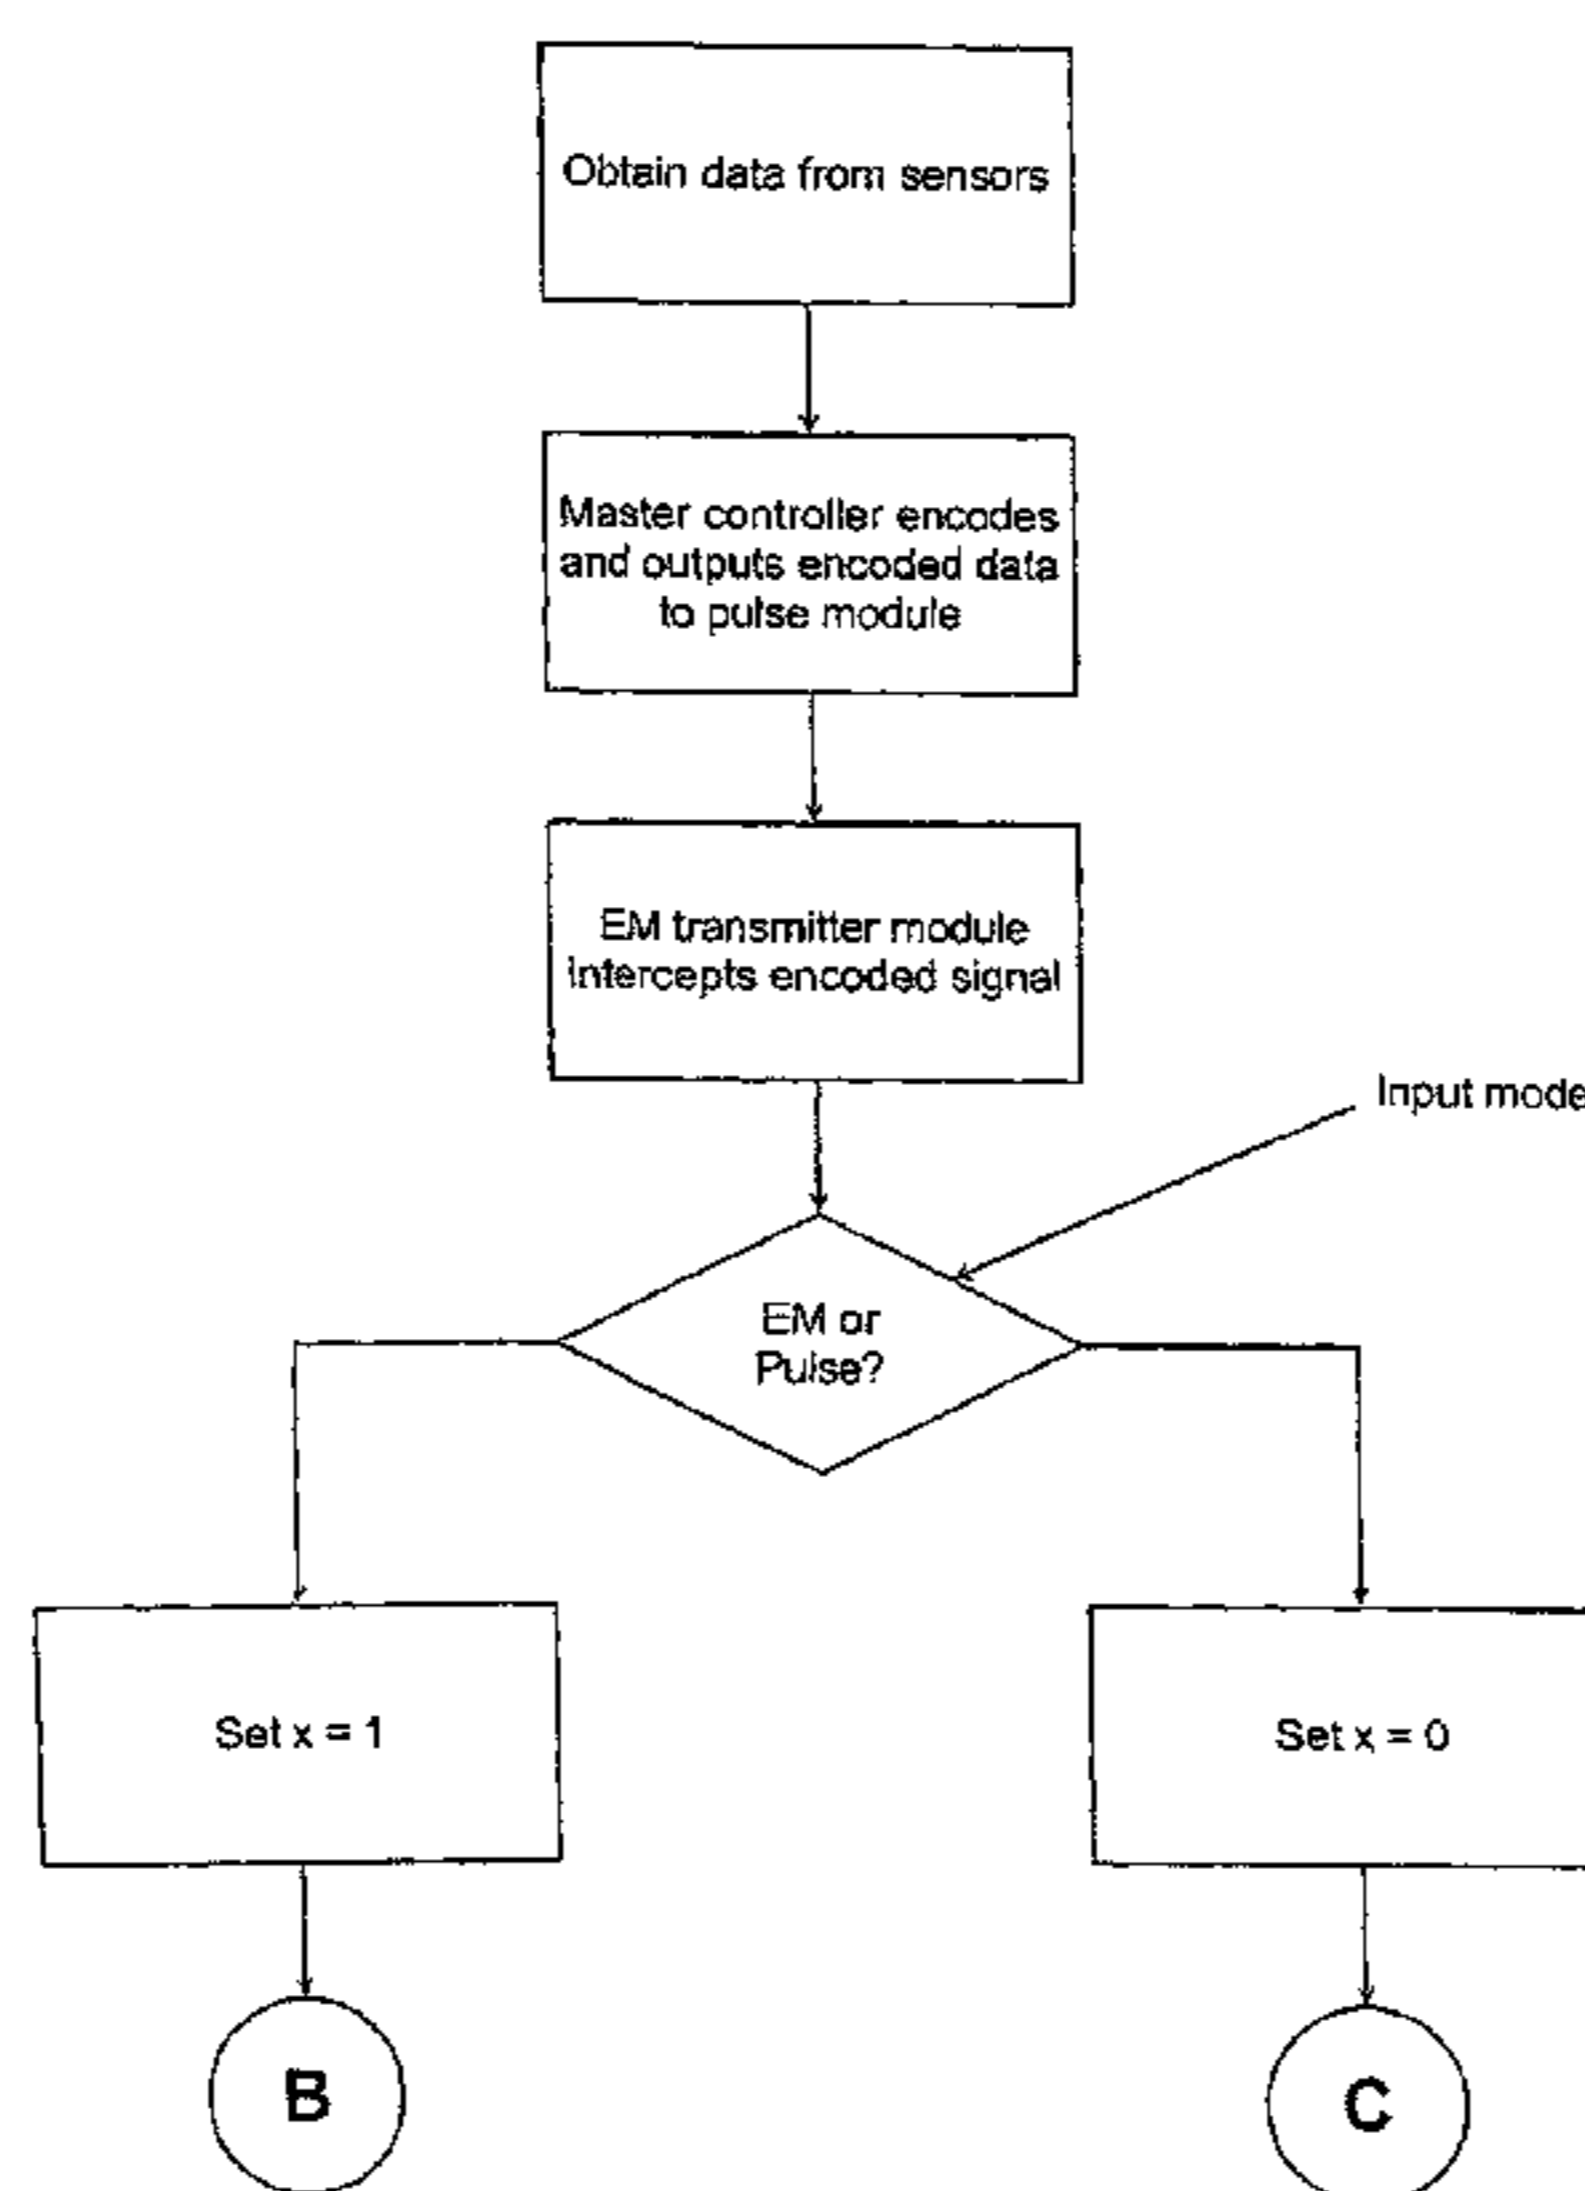 Obtain data from sensors
Master controller encodes
and outputs encoded data
to pulse module
EM transmitter module
intercepts encoded signal
Input mode
EM or
Pulse?
Set x = 1
Set x = 0
B
C